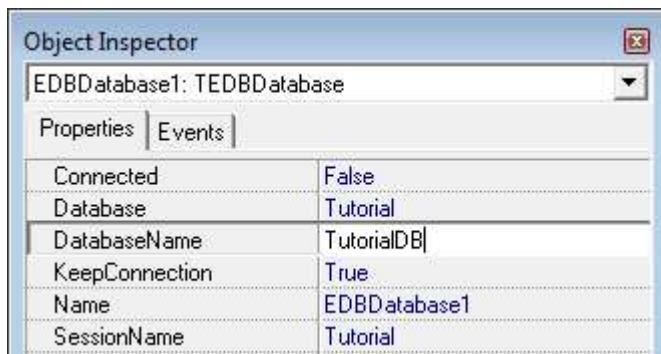 Object Inspector
EDBDatabase1: TEDBDatabase
Properties Events
Connected False
Database Tutorial
DatabaseName TutorialDB
KeepConnection True
Name EDBDatabase1
SessionName Tutorial